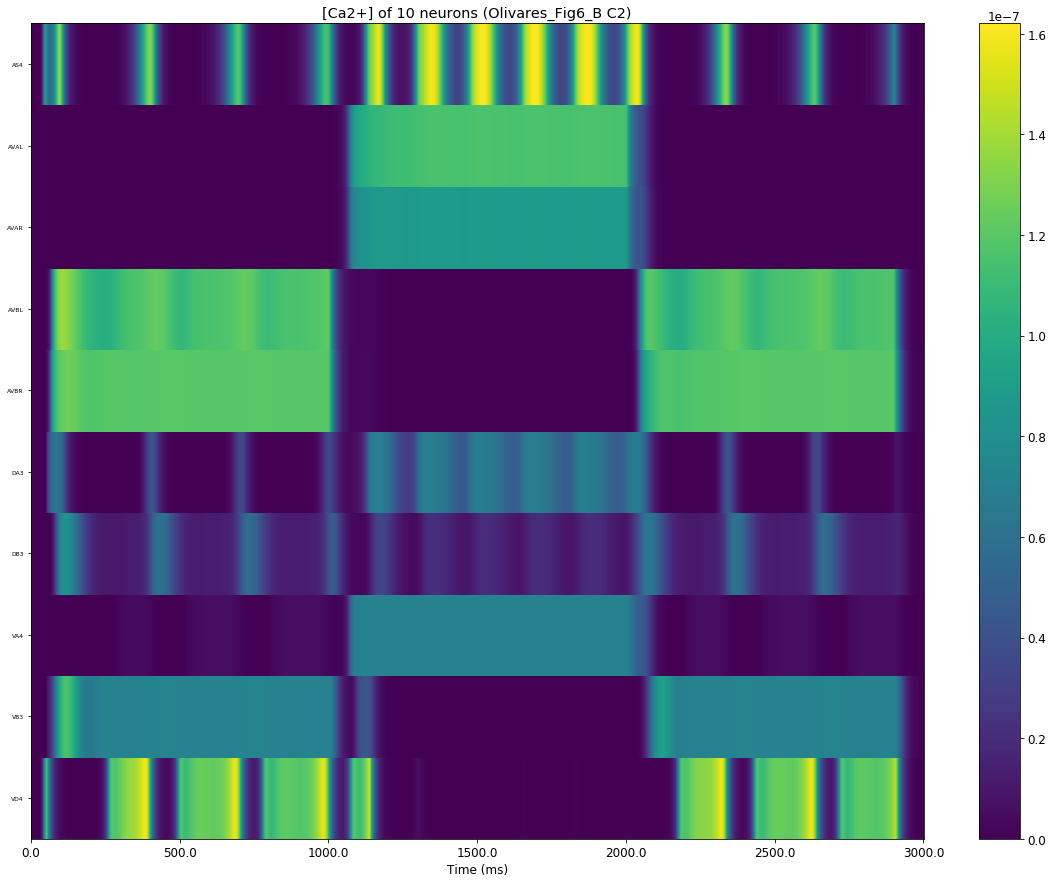 [Ca2+] of 10 neurons (Olivares_Fig6_B C2)
1e−7
AS4
AVAL
AVAR
AVBL
AVBR
DA3
DB3
VA4
VB3
VD4
0.0 500.0 1000.0 1500.0 2000.0 2500.0 3000.0
Time (ms)
1.6
1.4
1.2
1.0
0.8
0.6
0.4
0.2
0.0